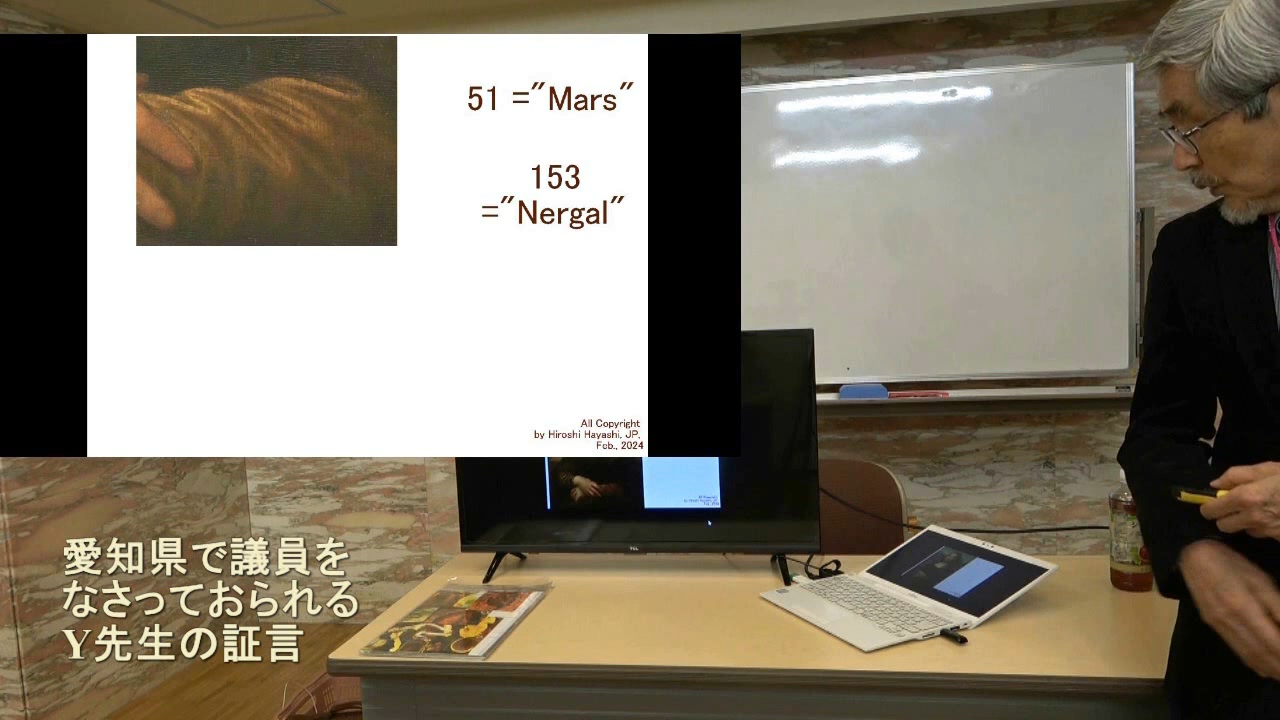 51 ="Mars"
153
="Nergal"
All Copyright
by Hiroshi Hayashi, JP,
Feb., 2024
愛知県で議員を
なさっておられる
Y先生の証言
TCL